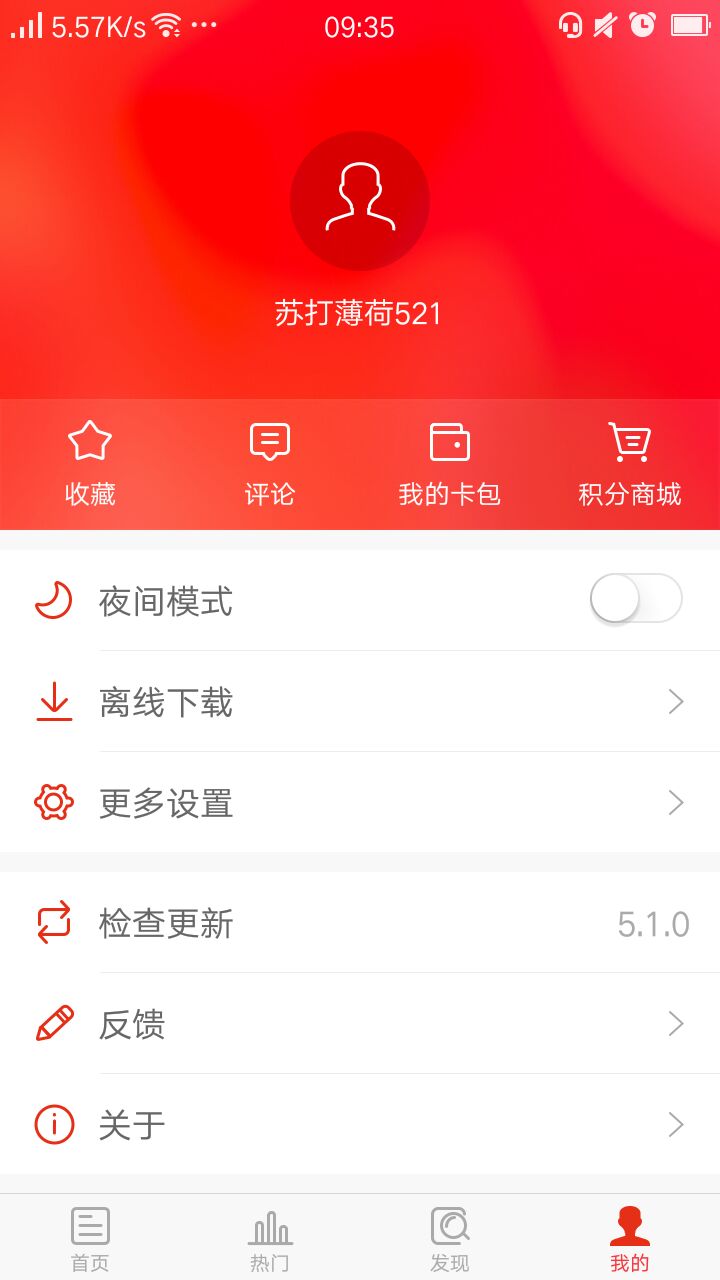 5.57K/s ··· 09:35
苏打薄荷521
收藏 评论 我的卡包 积分商城
夜间模式
离线下载
更多设置
检查更新 5.1.0
反馈
关于
首页 热门 发现 我的